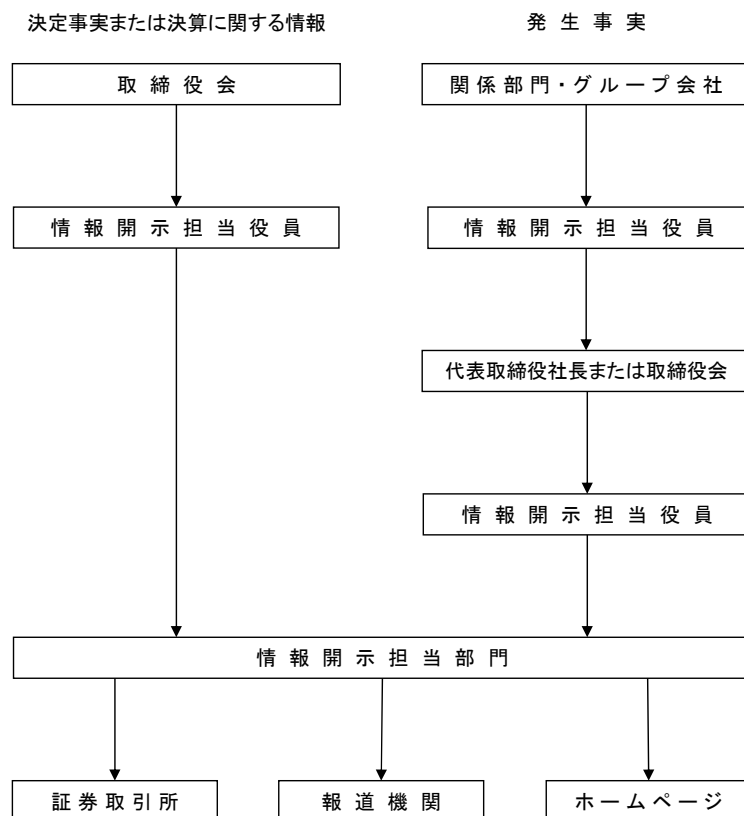 決定事実または決算に関する情報
発生事実
取締役会
関係部門・グループ会社
情報開示担当役員
情報開示担当役員
代表取締役社長または取締役会
情報開示担当役員
情報開示担当部門
証券取引所
報道機関
ホームページ